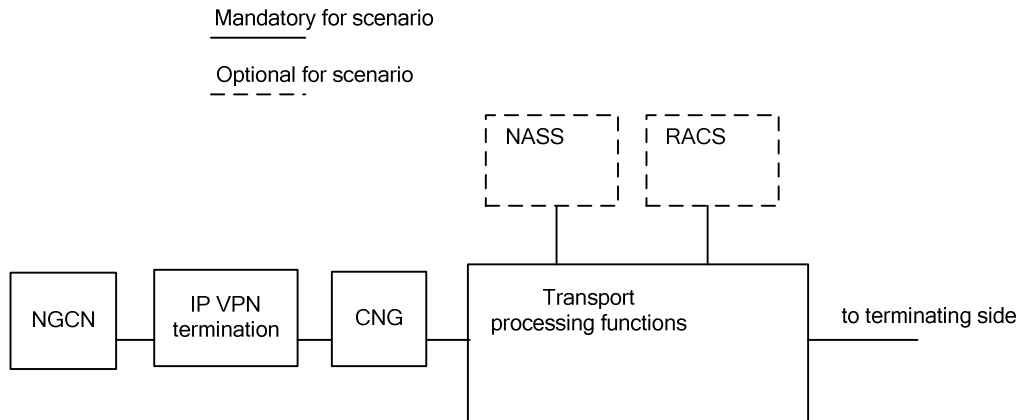 Mandatory for scenario
Optional for scenario
NASS
RACS
NGCN
IP VPN
termination
CNG
Transport
processing functions
to terminating side